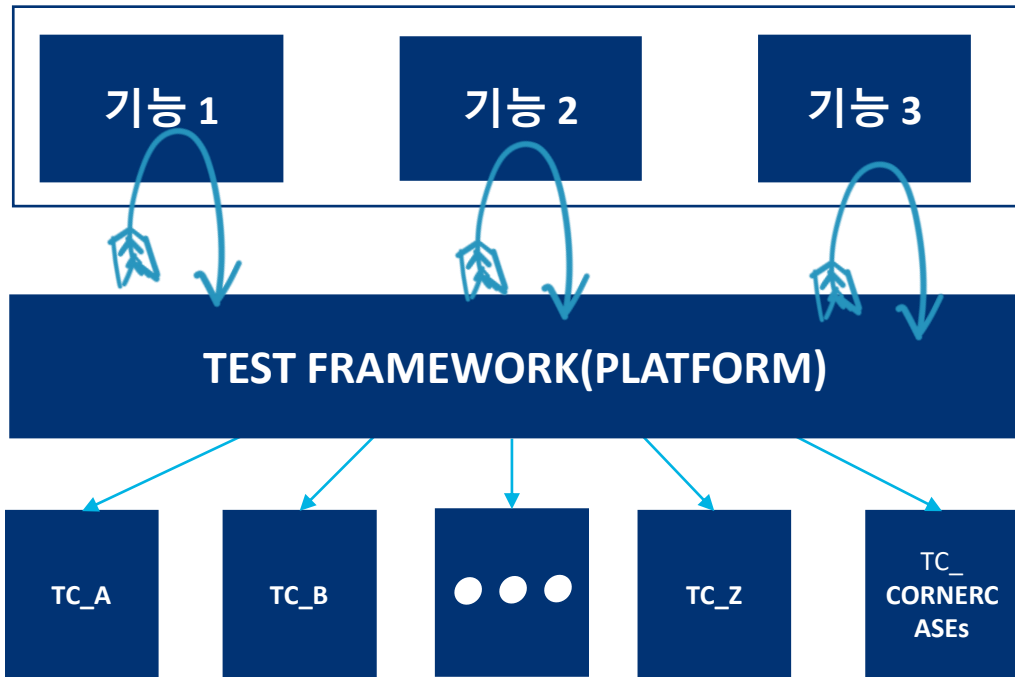 기능 1
기능 2
기능 3
TEST FRAMEWORK(PLATFORM)
TC_A
TC_B
TC_Z
TC_
CORNERC
ASEs